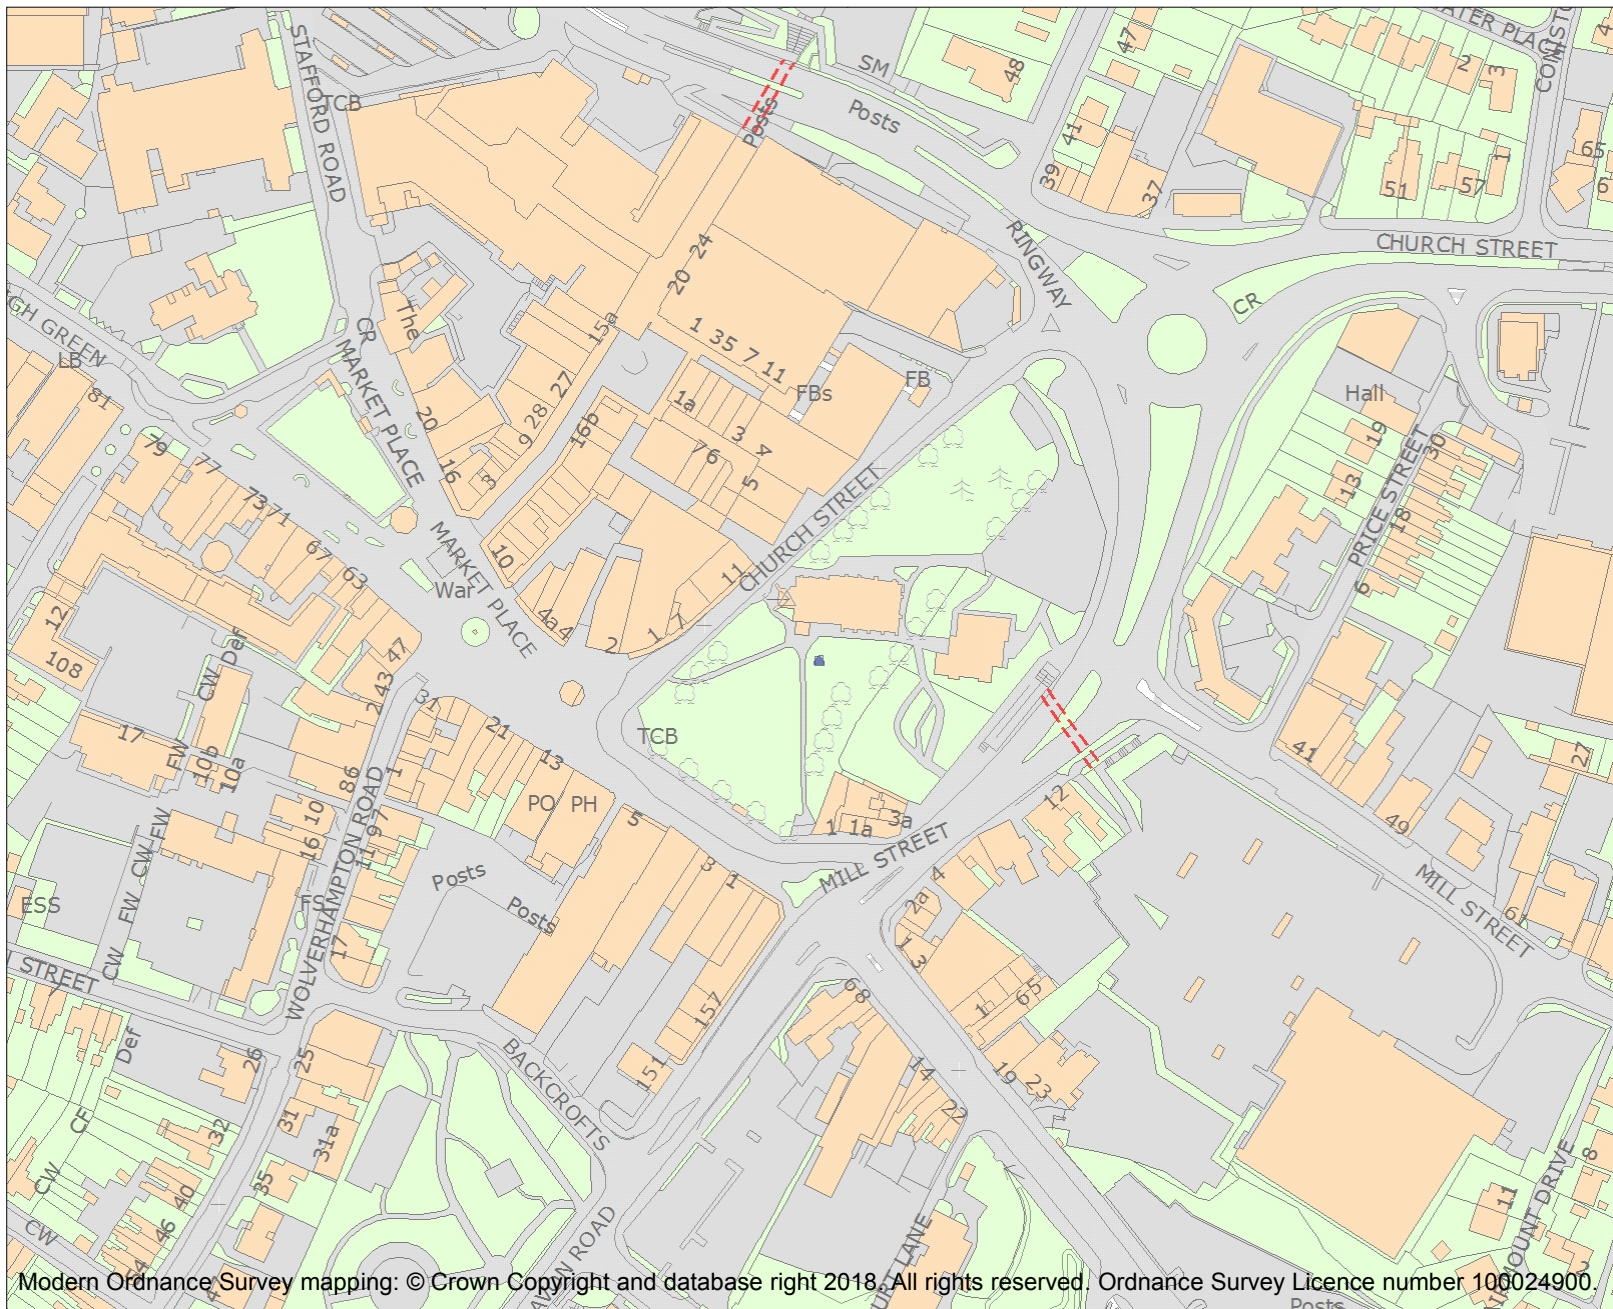 STAFFORD ROAD
TCB
SM
Posts
Posts
48
47
41
39
37
51
57
1
2
3
65
CHURCH STREET
RINGWAY
CR
24
20
15a
1 35 7 11
The
CR
MARKET PLACE
LB
81
79
77
73
71
67
63
20
16
3
9
28
27
16b
1a
3
4
76
5
FBs
FB
Hall
19
13
30
18
6
PRICE STREET
MARKET PLACE
War
10
4a
4
2
1
7
11
CHURCH STREET
12
108
Def
CW
47
43
2
31
21
13
17
FW
10b
10a
86
1
PO
PH
5
TCB
3
1
1
1a
3a
MILL STREET
12
41
49
27
61
MILL STREET
10
16
97
11
FW
CW
FW
CW
ESS
FS
17
WOLVERHAMPTON ROAD
Posts
Posts
2a
4
1
3
1
65
68
157
151
14
22
19
23
STREET
7
Def
26
25
31
31a
32
35
40
46
54
CF
CW
CW
BACKCROFTS
11
8
2
Posts
Modern Ordnance Survey mapping: © Crown Copyright and database right 2018. All rights reserved. Ordnance Survey Licence number 100024900.